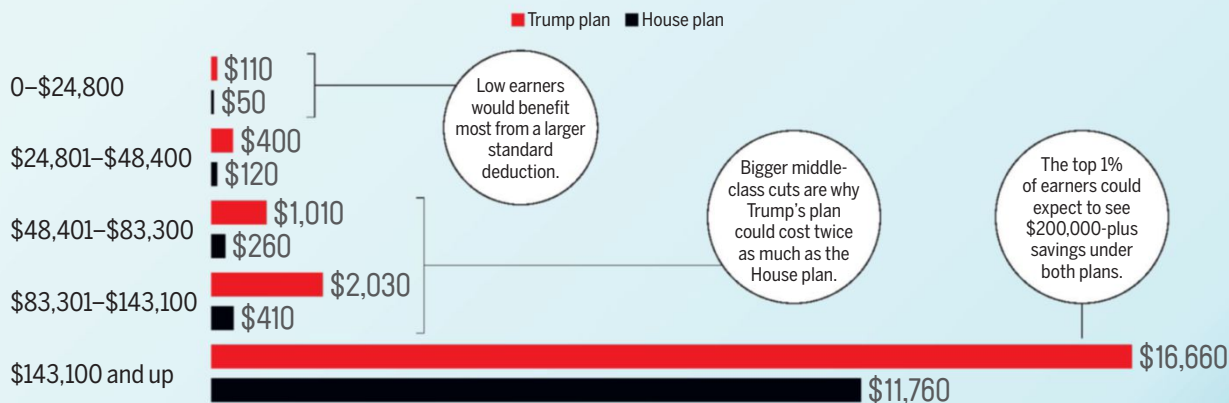 Trump plan House plan
0–$24,800
$110
$50
Low earners
would benefit
most from a larger
standard
deduction.
$24,801–$48,400
$400
$120
$48,401–$83,300
$1,010
$260
Bigger middle-
class cuts are why
Trump’s plan
could cost twice
as much as the
House plan.
$83,301–$143,100
$2,030
$410
The top 1%
of earners could
expect to see
$200,000-plus
savings under
both plans.
$143,100 and up
$16,660
$11,760